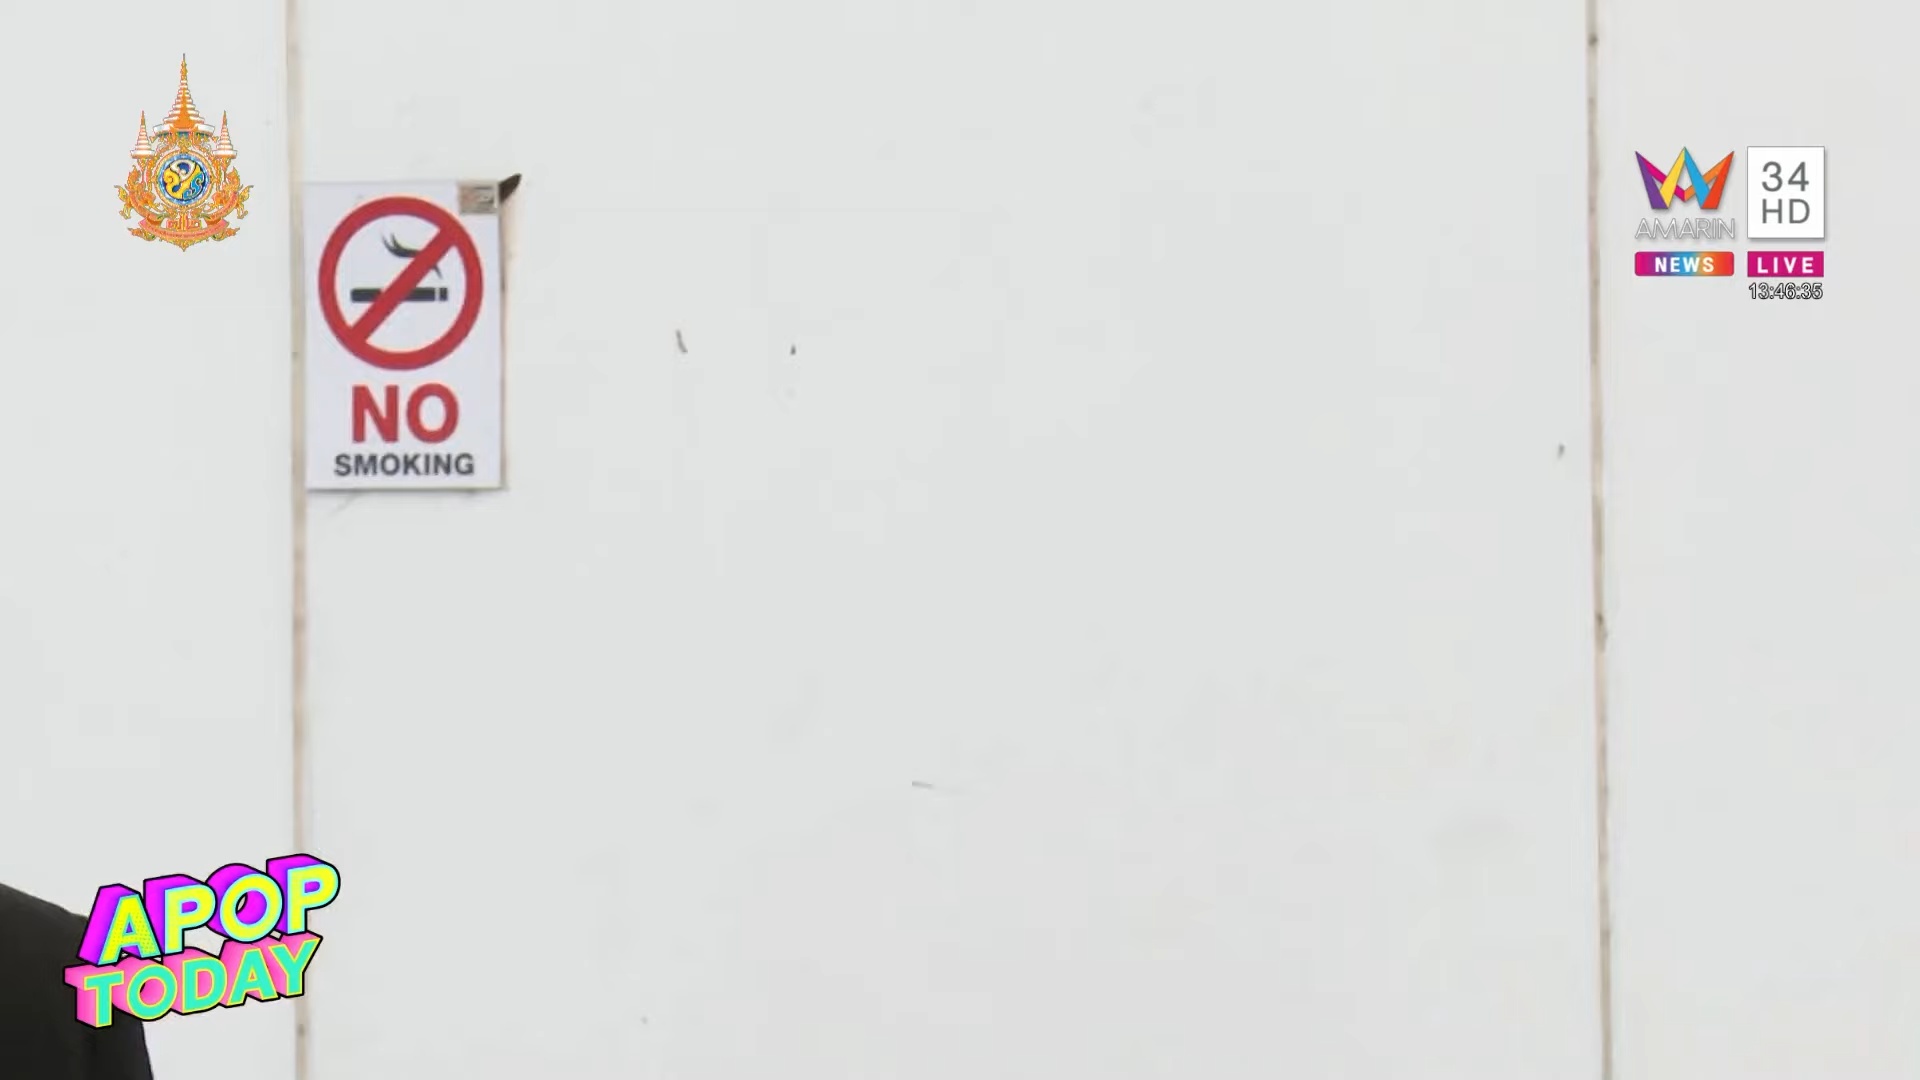 NO
SMOKING
AMARIN
34
HD
NEWS
LIVE
13:46:35
APOP
TODAY